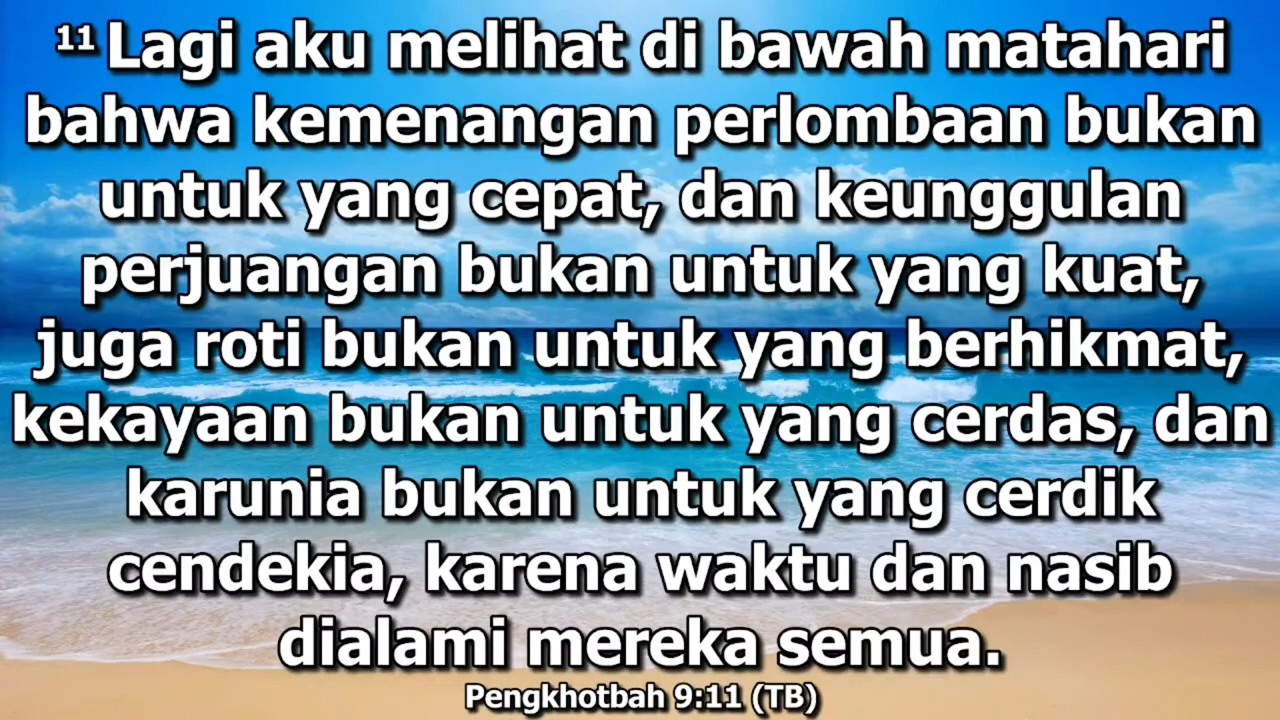 11 Lagi aku melihat di bawah matahari
bahwa kemenangan perlombaan bukan
untuk yang cepat, dan keunggulan
perjuangan bukan untuk yang kuat,
juga roti bukan untuk yang berhikmat,
kekayaan bukan untuk yang cerdas, dan
karunia bukan untuk yang cerdik
cendekia, karena waktu dan nasib
dialami mereka semua.
Pengkhotbah 9:11 (TB)